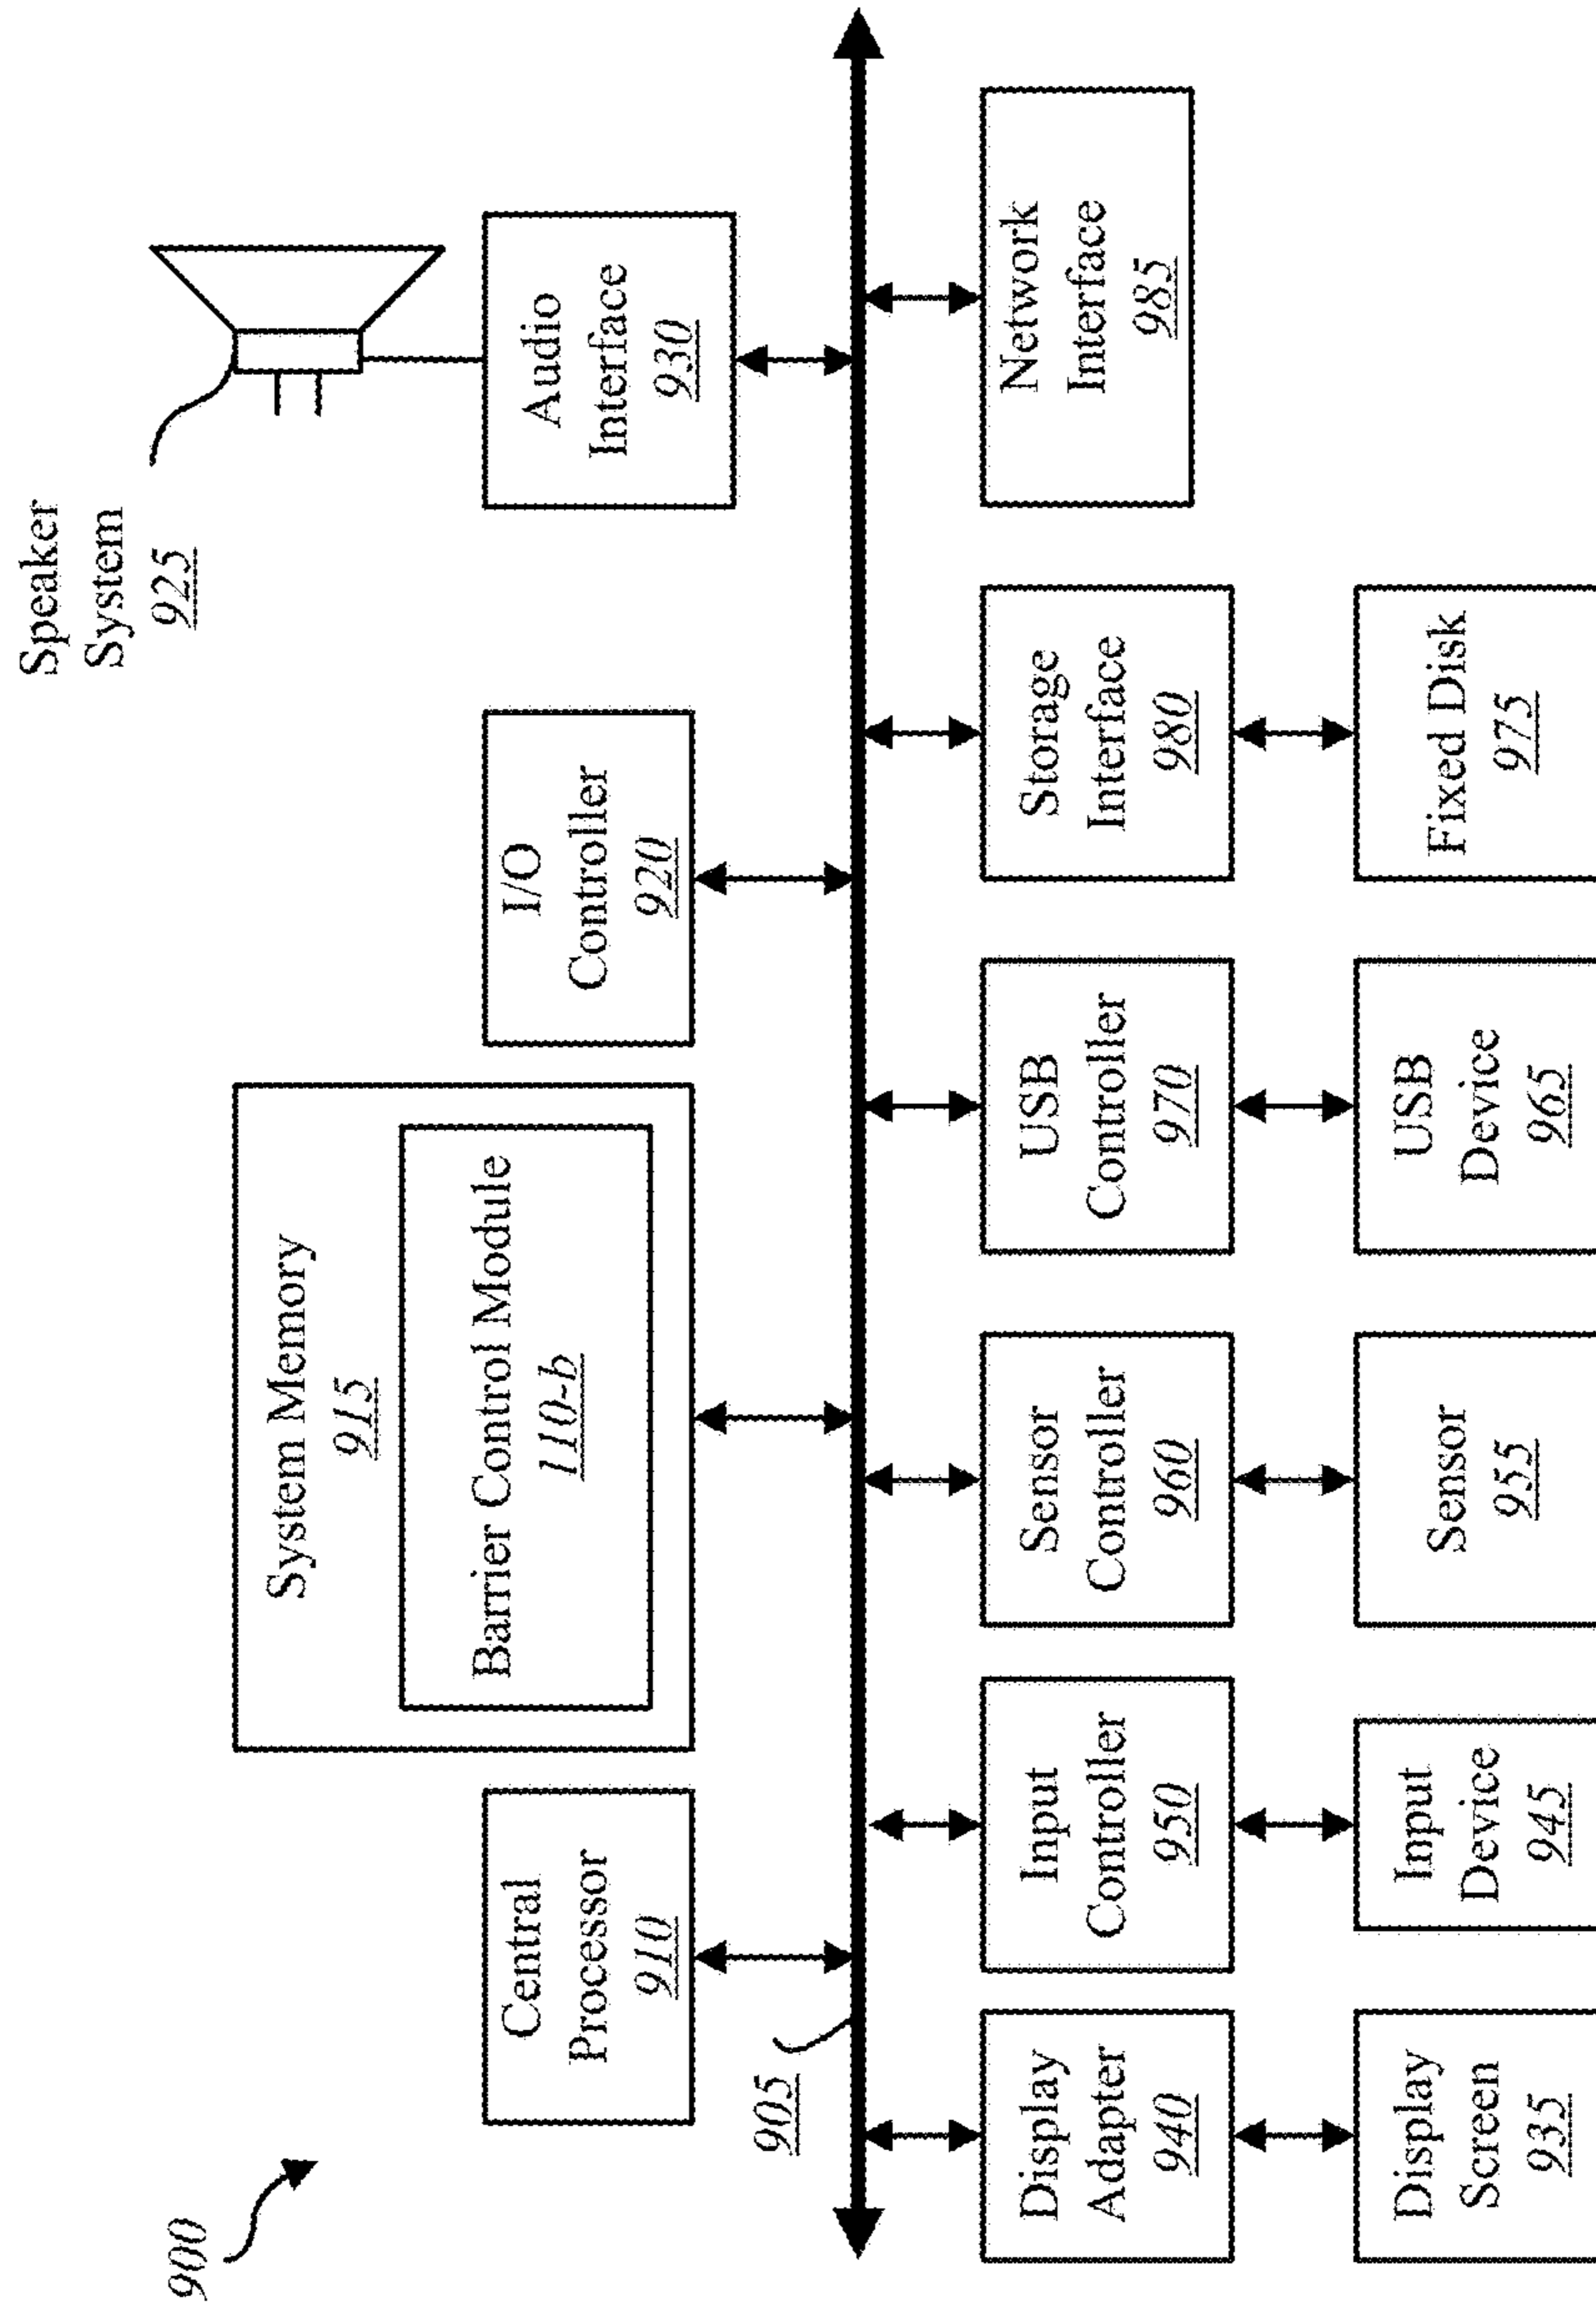 900
Speaker
System
925
System Memory
915
Barrier Control Module
110-b
Central
Processor
910
I/O
Controller
920
Audio
Interface
930
905
Display
Adapter
940
Input
Controller
950
Sensor
Controller
960
USB
Controller
970
Storage
Interface
980
Network
Interface
985
Display
Screen
935
Input
Device
945
Sensor
955
USB
Device
965
Fixed Disk
975